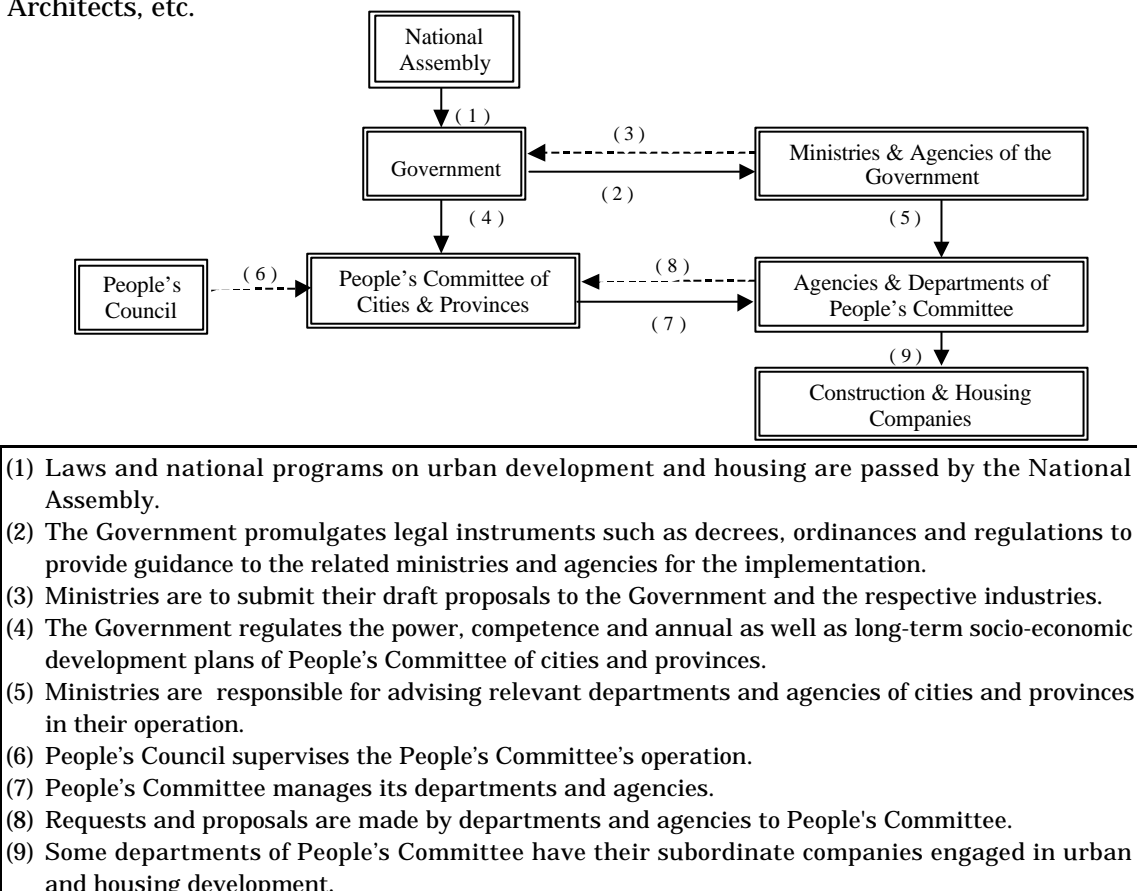 Architects, etc.
National
Assembly
(1)
(3)
Government
Ministries & Agencies of the
Government
(2)
(4)
(5)
People's
Council
(6)
People's Committee of
Cities & Provinces
(8)
Agencies & Departments of
People's Committee
(7)
(9)
Construction & Housing
Companies
(1) Laws and national programs on urban development and housing are passed by the National
Assembly.
(2) The Government promulgates legal instruments such as decrees, ordinances and regulations to
provide guidance to the related ministries and agencies for the implementation.
(3) Ministries are to submit their draft proposals to the Government and the respective industries.
(4) The Government regulates the power, competence and annual as well as long-term socio-economic
development plans of People's Committee of cities and provinces.
(5) Ministries are responsible for advising relevant departments and agencies of cities and provinces
in their operation.
(6) People's Council supervises the People's Committee's operation.
(7) People's Committee manages its departments and agencies.
(8) Requests and proposals are made by departments and agencies to People's Committee.
(9) Some departments of People's Committee have their subordinate companies engaged in urban
and housing development.